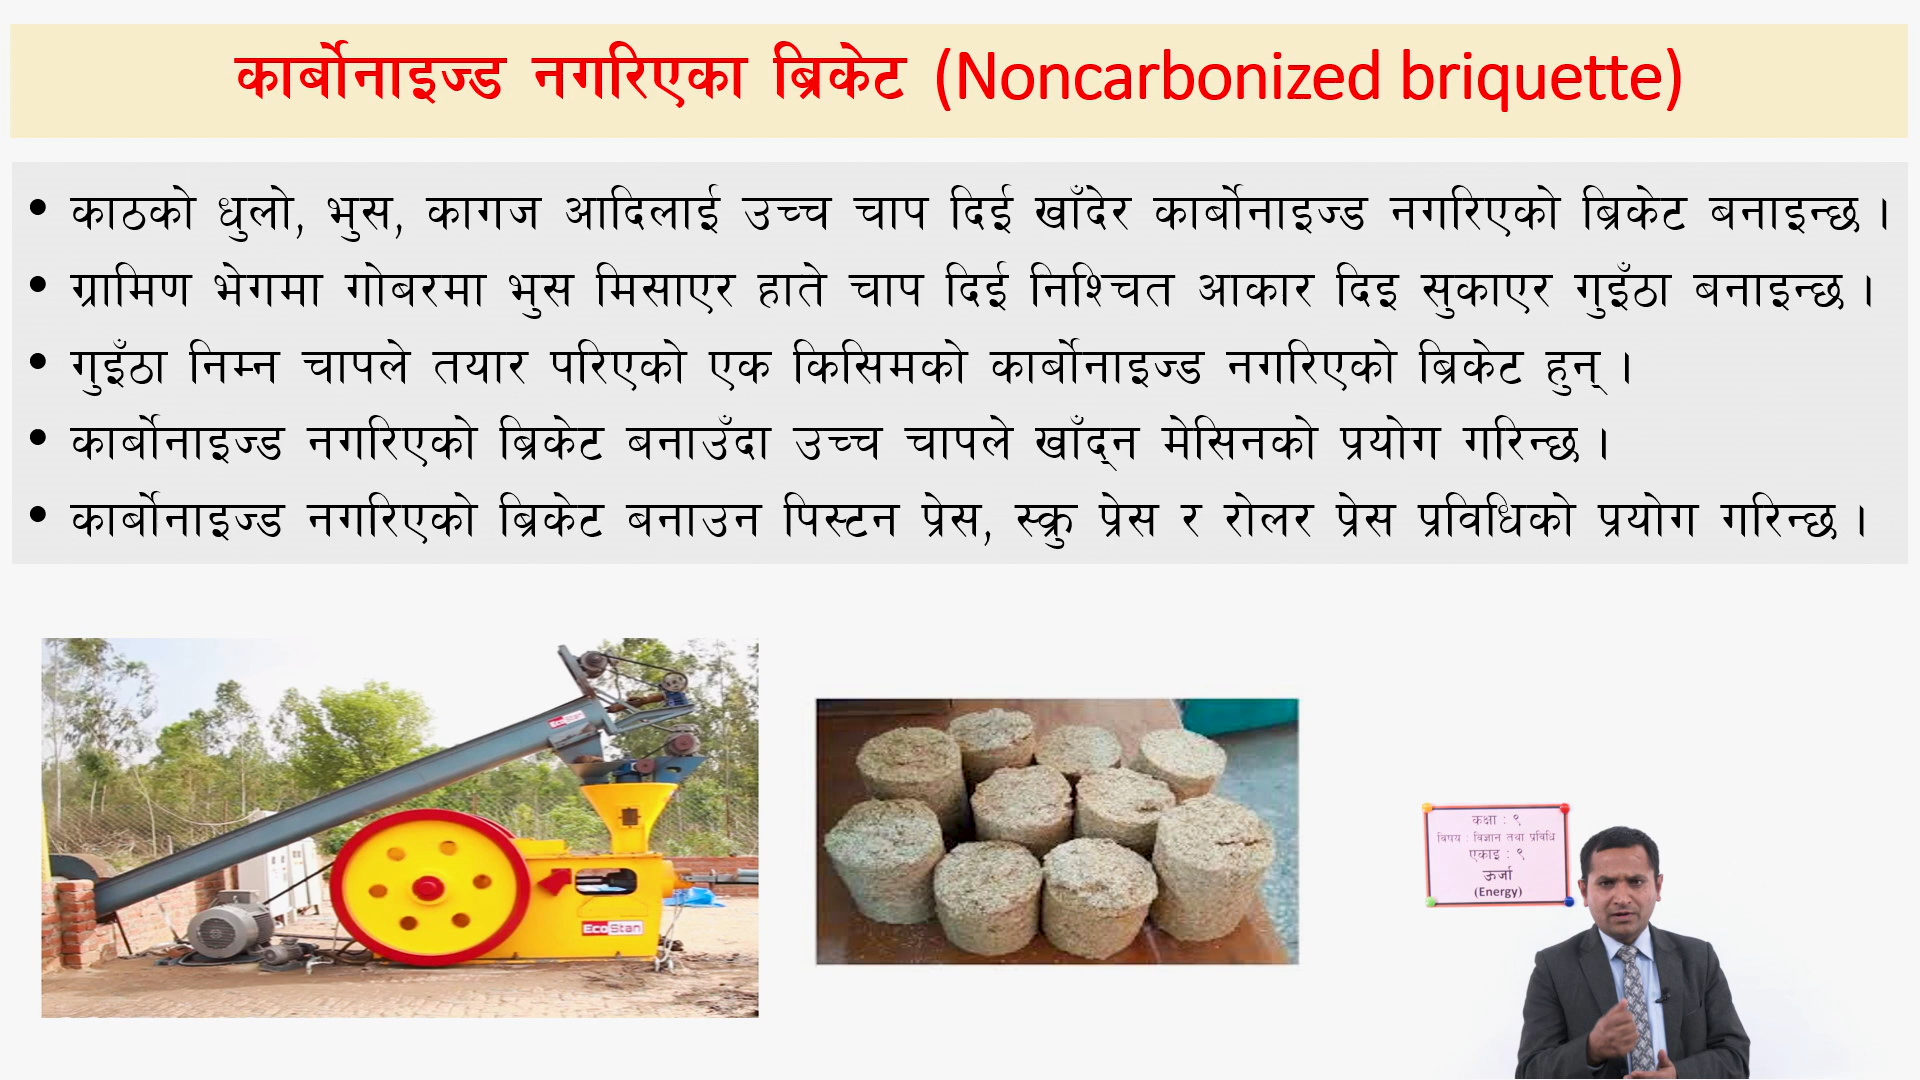 कार्बोनाइज्ड नगरिएका ब्रिकेट (Noncarbonized briquette)
• काठको धुलो, भुस, कागज आदिलाई उच्च चाप दिई खाँदेर कार्बोनाइज्ड नगरिएको ब्रिकेट बनाइन्छ ।
• ग्रामिण भेगमा गोबरमा भुस मिसाएर हाते चाप दिई निश्चित आकार दिइ सुकाएर गुइँठा बनाइन्छ ।
• गुइँठा निम्न चापले तयार परिएको एक किसिमको कार्बोनाइज्ड नगरिएको ब्रिकेट हुन् ।
• कार्बोनाइज्ड नगरिएको ब्रिकेट बनाउँदा उच्च चापले खाँद्न मेसिनको प्रयोग गरिन्छ ।
• कार्बोनाइज्ड नगरिएको ब्रिकेट बनाउन पिस्टन प्रेस, स्क्रु प्रेस र रोलर प्रेस प्रविधिको प्रयोग गरिन्छ ।
EcoStan
EcoStan
कक्षा : ९
विषय : विज्ञान तथा प्रविधि
एकाइ : ९
ऊर्जा
(Energy)